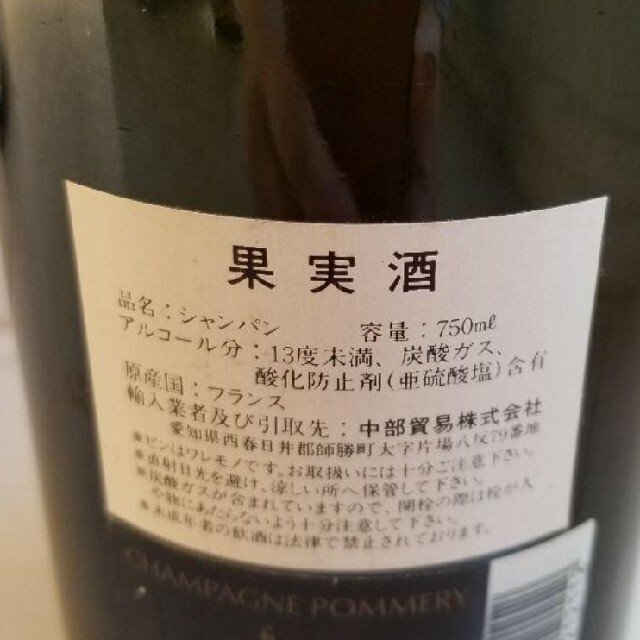 果実酒
品名：シャンパン 容量：750mℓ
アルコール分：13度未満、炭酸ガス、
酸化防止剤(亜硫酸塩)含有
原産国：フランス
輸入業者及び引取先：中部貿易株式会社
愛知県西春日井郡師勝町大字片場八反79番地
※ビンはワレモノです。お取扱いには十分ご注意下さい。
※直射日光を避け、涼しい所へ保管して下さい。
※炭酸ガスが含まれていますので、開栓の際は栓が人
や物にあたらないよう十分注意して下さい。
※未成年者の飲酒は法律で禁止されております。
CHAMPAGNE POMMERY